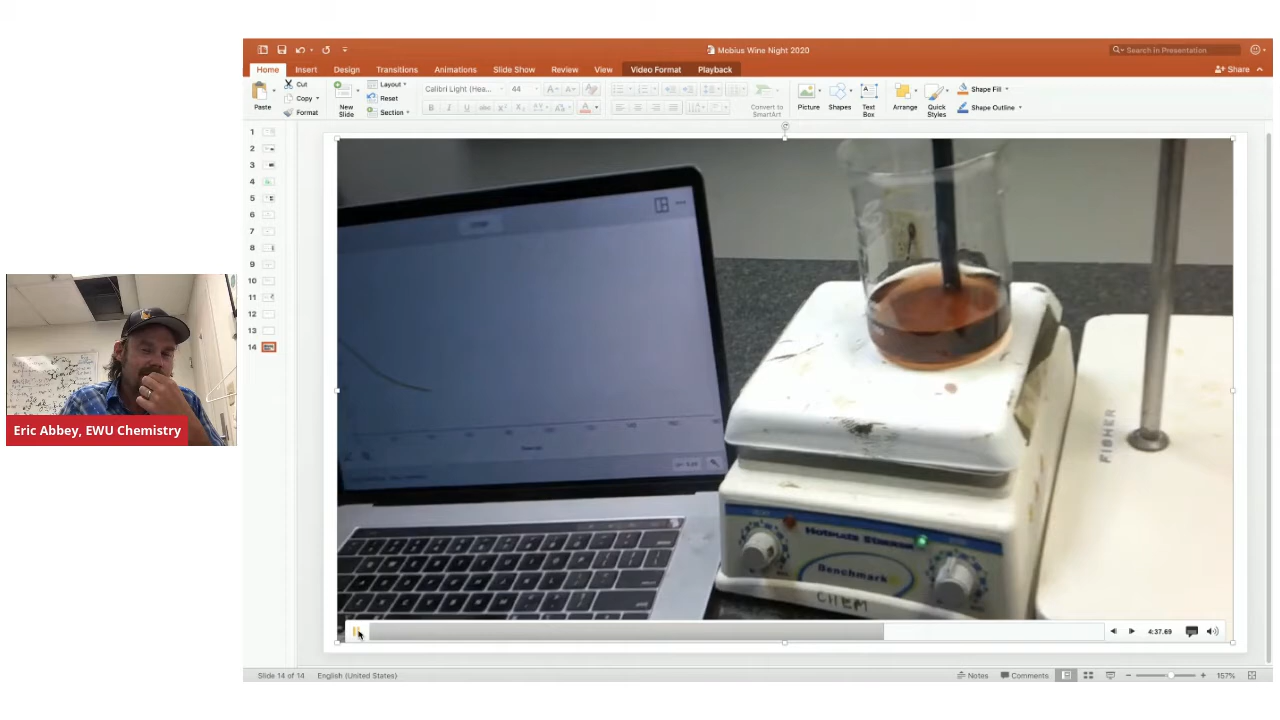 Mobius Wine Night 2020
Search in Presentation
Home Insert Design Transitions Animations Slide Show Review View Video Format Playback
Share
Paste
Cut
Copy
Format
New Slide
Layout
Reset
Section
Calibri Light (Hea...
44
Convert to SmartArt
Picture
Shapes
Text Box
Arrange
Quick Styles
Shape Fill
Shape Outline
1
2
3
4
5
6
7
8
9
10
11
12
13
14
Eric Abbey, EWU Chemistry
FISHER
Hotplate Stirrer
Benchmark
CHEM
4:37.69
Slide 14 of 14
English (United States)
Notes
Comments
157%